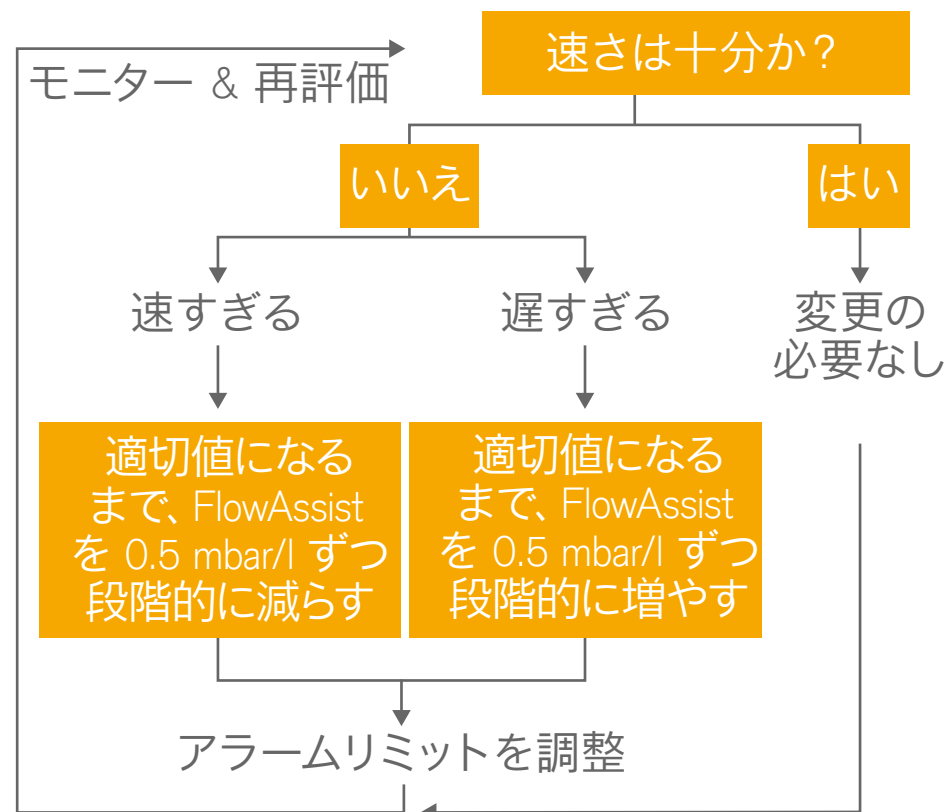 速さは十分か?
モニター & 再評価
いいえ
はい
速すぎる
遅すぎる
変更の
必要なし
適切値になる
まで、FlowAssist
を 0.5 mbar/l ずつ
段階的に減らす
適切値になる
まで、FlowAssist
を 0.5 mbar/l ずつ
段階的に増やす
アラームリミットを調整